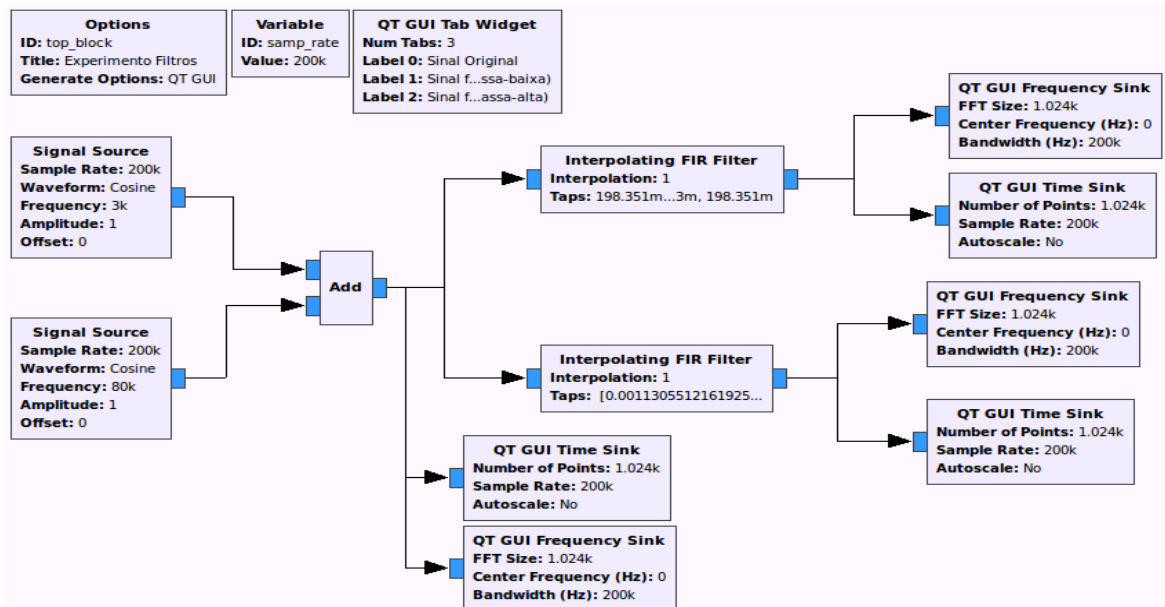 Options
ID: top_block
Title: Experimento Filtros
Generate Options: QT GUI
Variable
ID: samp_rate
Value: 200k
QT GUI Tab Widget
Num Tabs: 3
Label 0: Sinal Original
Label 1: Sinal f...ssa-baixa)
Label 2: Sinal f...assa-alta)
Signal Source
Sample Rate: 200k
Waveform: Cosine
Frequency: 3k
Amplitude: 1
Offset: 0
Signal Source
Sample Rate: 200k
Waveform: Cosine
Frequency: 80k
Amplitude: 1
Offset: 0
Add
Interpolating FIR Filter
Interpolation: 1
Taps: 198.351m...3m, 198.351m
Interpolating FIR Filter
Interpolation: 1
Taps: [0.0011305512161925...
QT GUI Time Sink
Number of Points: 1.024k
Sample Rate: 200k
Autoscale: No
QT GUI Frequency Sink
FFT Size: 1.024k
Center Frequency (Hz): 0
Bandwidth (Hz): 200k
QT GUI Frequency Sink
FFT Size: 1.024k
Center Frequency (Hz): 0
Bandwidth (Hz): 200k
QT GUI Time Sink
Number of Points: 1.024k
Sample Rate: 200k
Autoscale: No
QT GUI Frequency Sink
FFT Size: 1.024k
Center Frequency (Hz): 0
Bandwidth (Hz): 200k
QT GUI Time Sink
Number of Points: 1.024k
Sample Rate: 200k
Autoscale: No